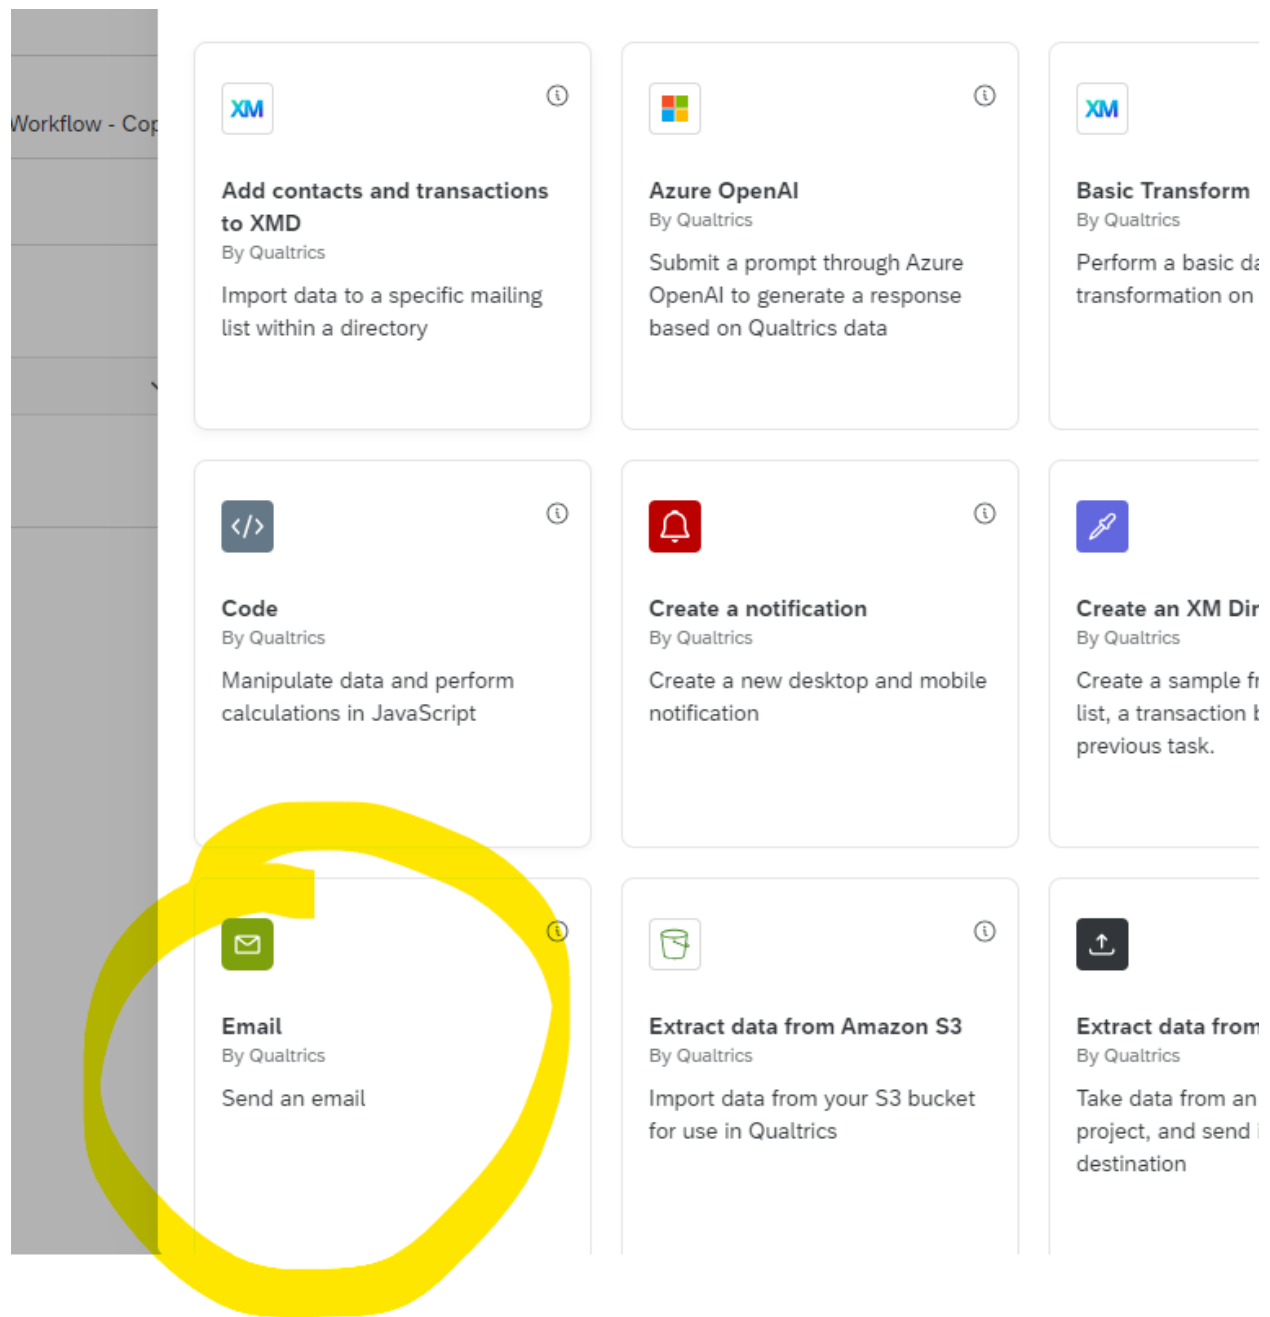 Workflow - Cop
XM
Add contacts and transactions
to XMD
By Qualtrics
Import data to a specific mailing
list within a directory
Azure OpenAI
By Qualtrics
Submit a prompt through Azure
OpenAI to generate a response
based on Qualtrics data
XM
Basic Transform
By Qualtrics
Perform a basic da
transformation on
</>
Code
By Qualtrics
Manipulate data and perform
calculations in JavaScript
Create a notification
By Qualtrics
Create a new desktop and mobile
notification
Create an XM Dir
By Qualtrics
Create a sample fr
list, a transaction b
previous task.
Email
By Qualtrics
Send an email
Extract data from Amazon S3
By Qualtrics
Import data from your S3 bucket
for use in Qualtrics
Extract data from
By Qualtrics
Take data from an
project, and send i
destination